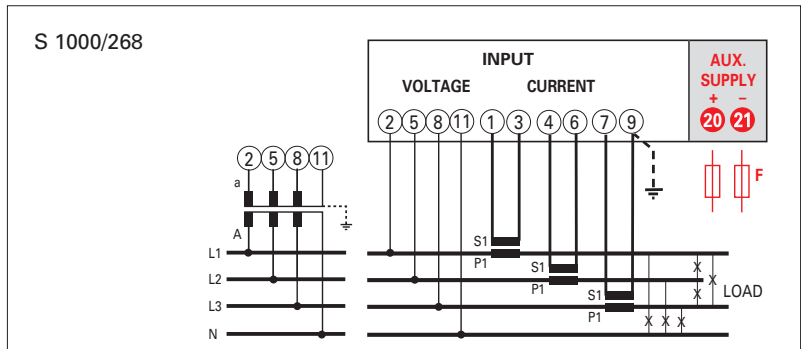 S 1000/268
INPUT
AUX. SUPPLY
VOLTAGE CURRENT
+ −
2 5 8 11 1 3 4 6 7 9 20 21
2 5 8 11
F
a
A
L1
L2
L3
N
S1
P1
S1
P1
S1
P1
LOAD